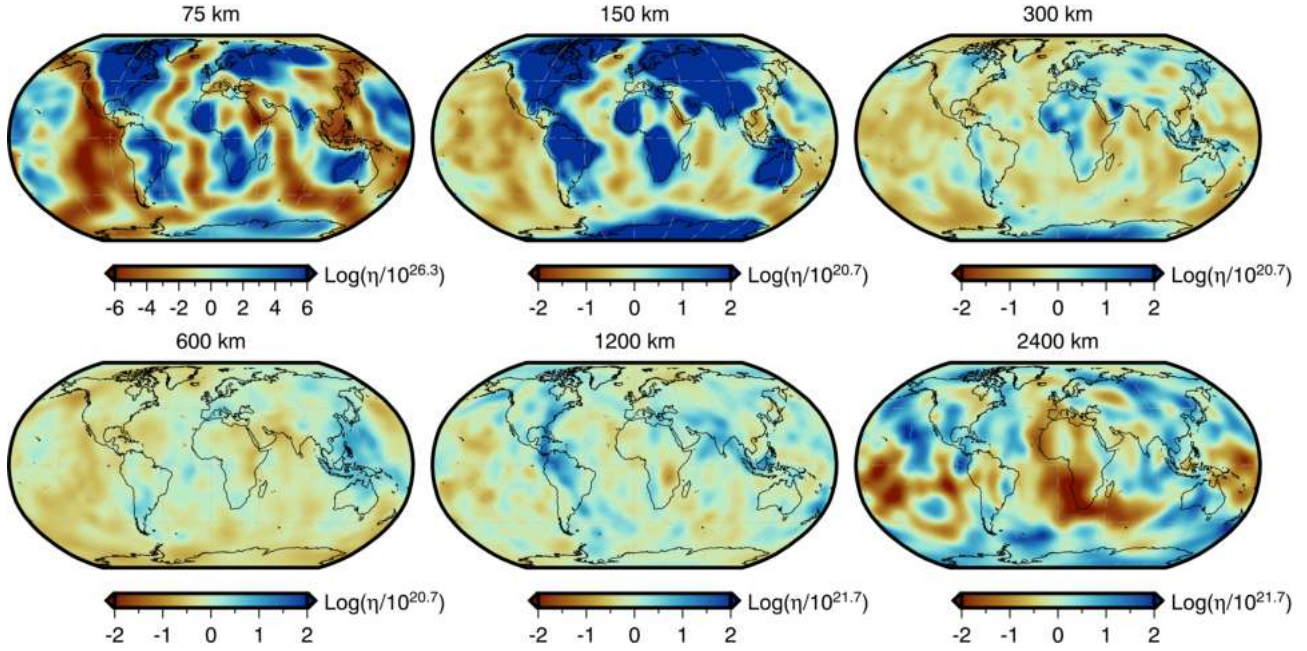 75 km
150 km
300 km
-6 -4 -2 0 2 4 6
Log(η/10^26.3)
-2 -1 0 1 2
Log(η/10^20.7)
-2 -1 0 1 2
Log(η/10^20.7)
600 km
1200 km
2400 km
-2 -1 0 1 2
Log(η/10^20.7)
-2 -1 0 1 2
Log(η/10^21.7)
-2 -1 0 1 2
Log(η/10^21.7)